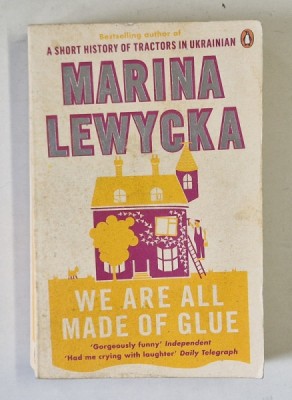 Bestselling author of
A SHORT HISTORY OF TRACTORS IN UKRAINIAN
MARINA
LEWYCKA
WE ARE ALL
MADE OF GLUE
'Gorgeously funny' Independent
'Had me crying with laughter' Daily Telegraph